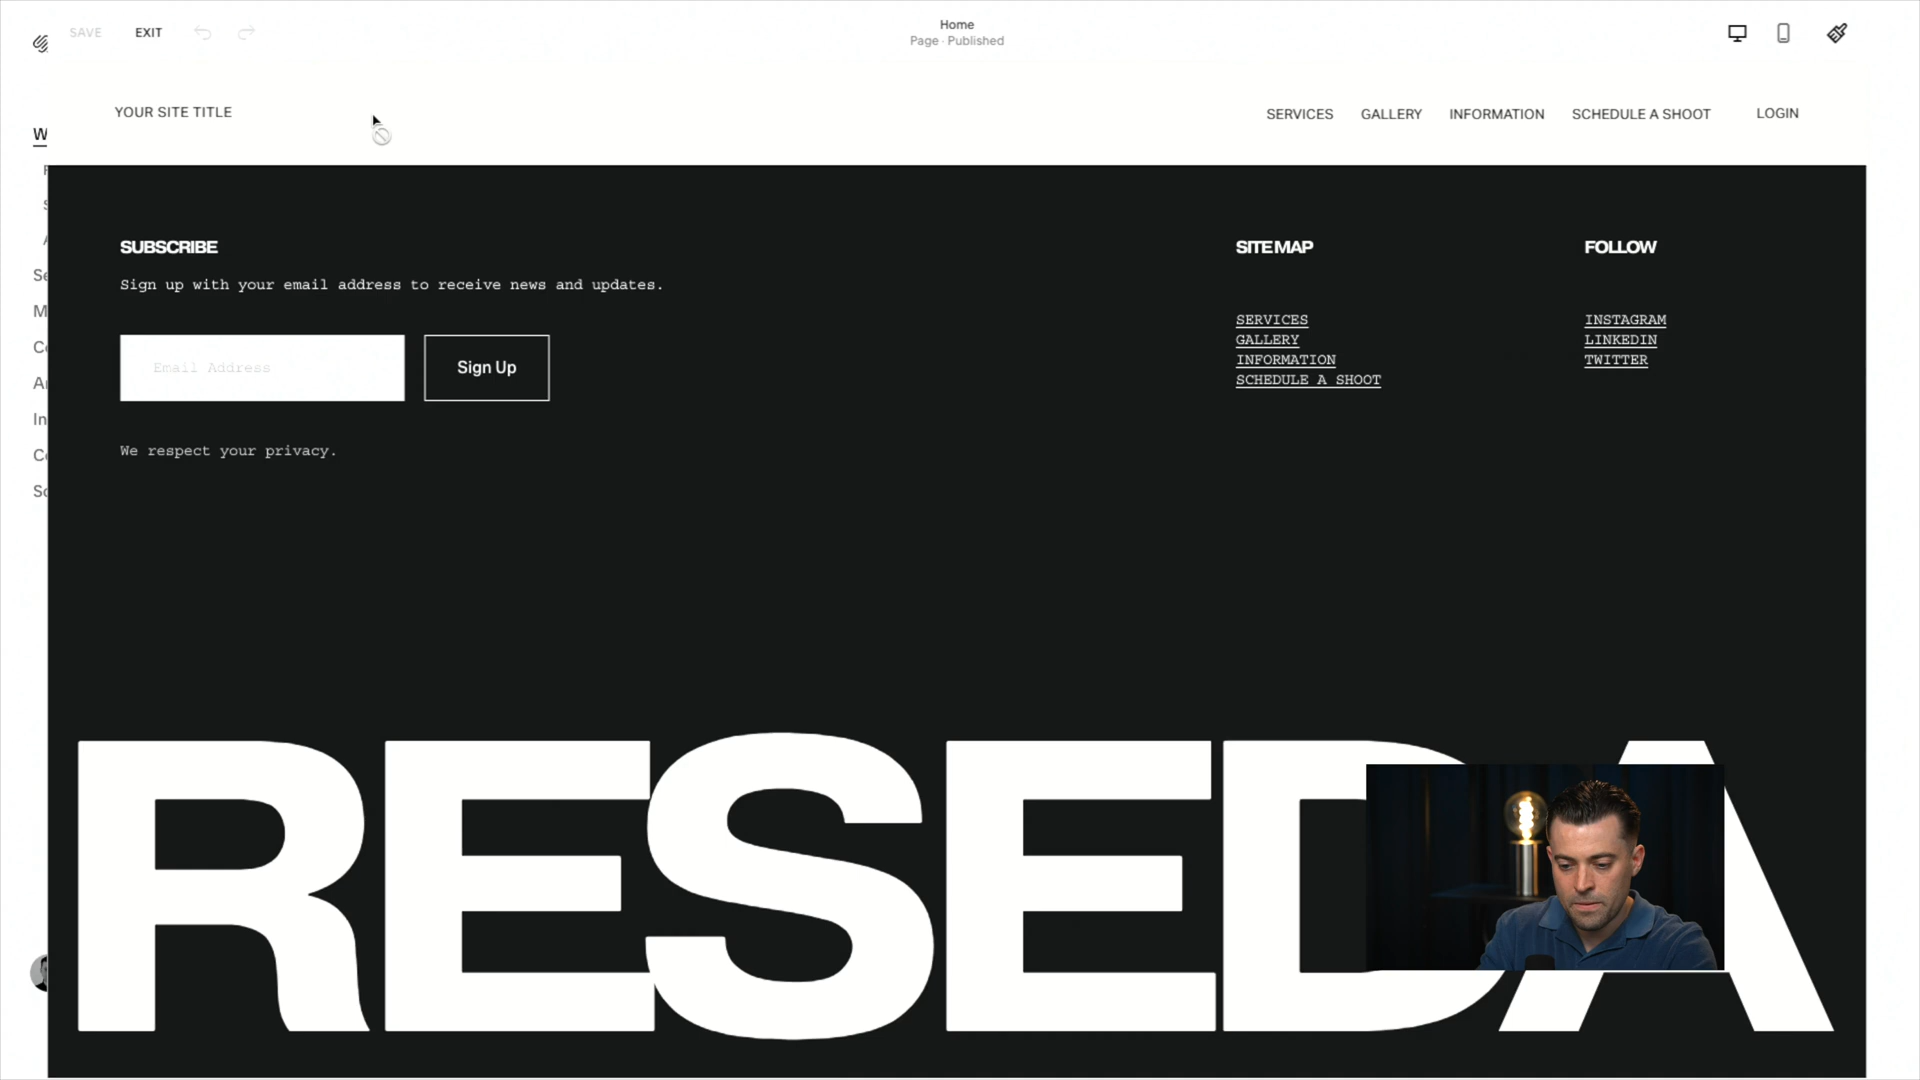 SAVE EXIT
Home
Page · Published
YOUR SITE TITLE
SERVICES GALLERY INFORMATION SCHEDULE A SHOOT LOGIN
SUBSCRIBE
Sign up with your email address to receive news and updates.
Email Address
Sign Up
We respect your privacy.
SITEMAP
SERVICES
GALLERY
INFORMATION
SCHEDULE A SHOOT
FOLLOW
INSTAGRAM
LINKEDIN
TWITTER
RESEDA